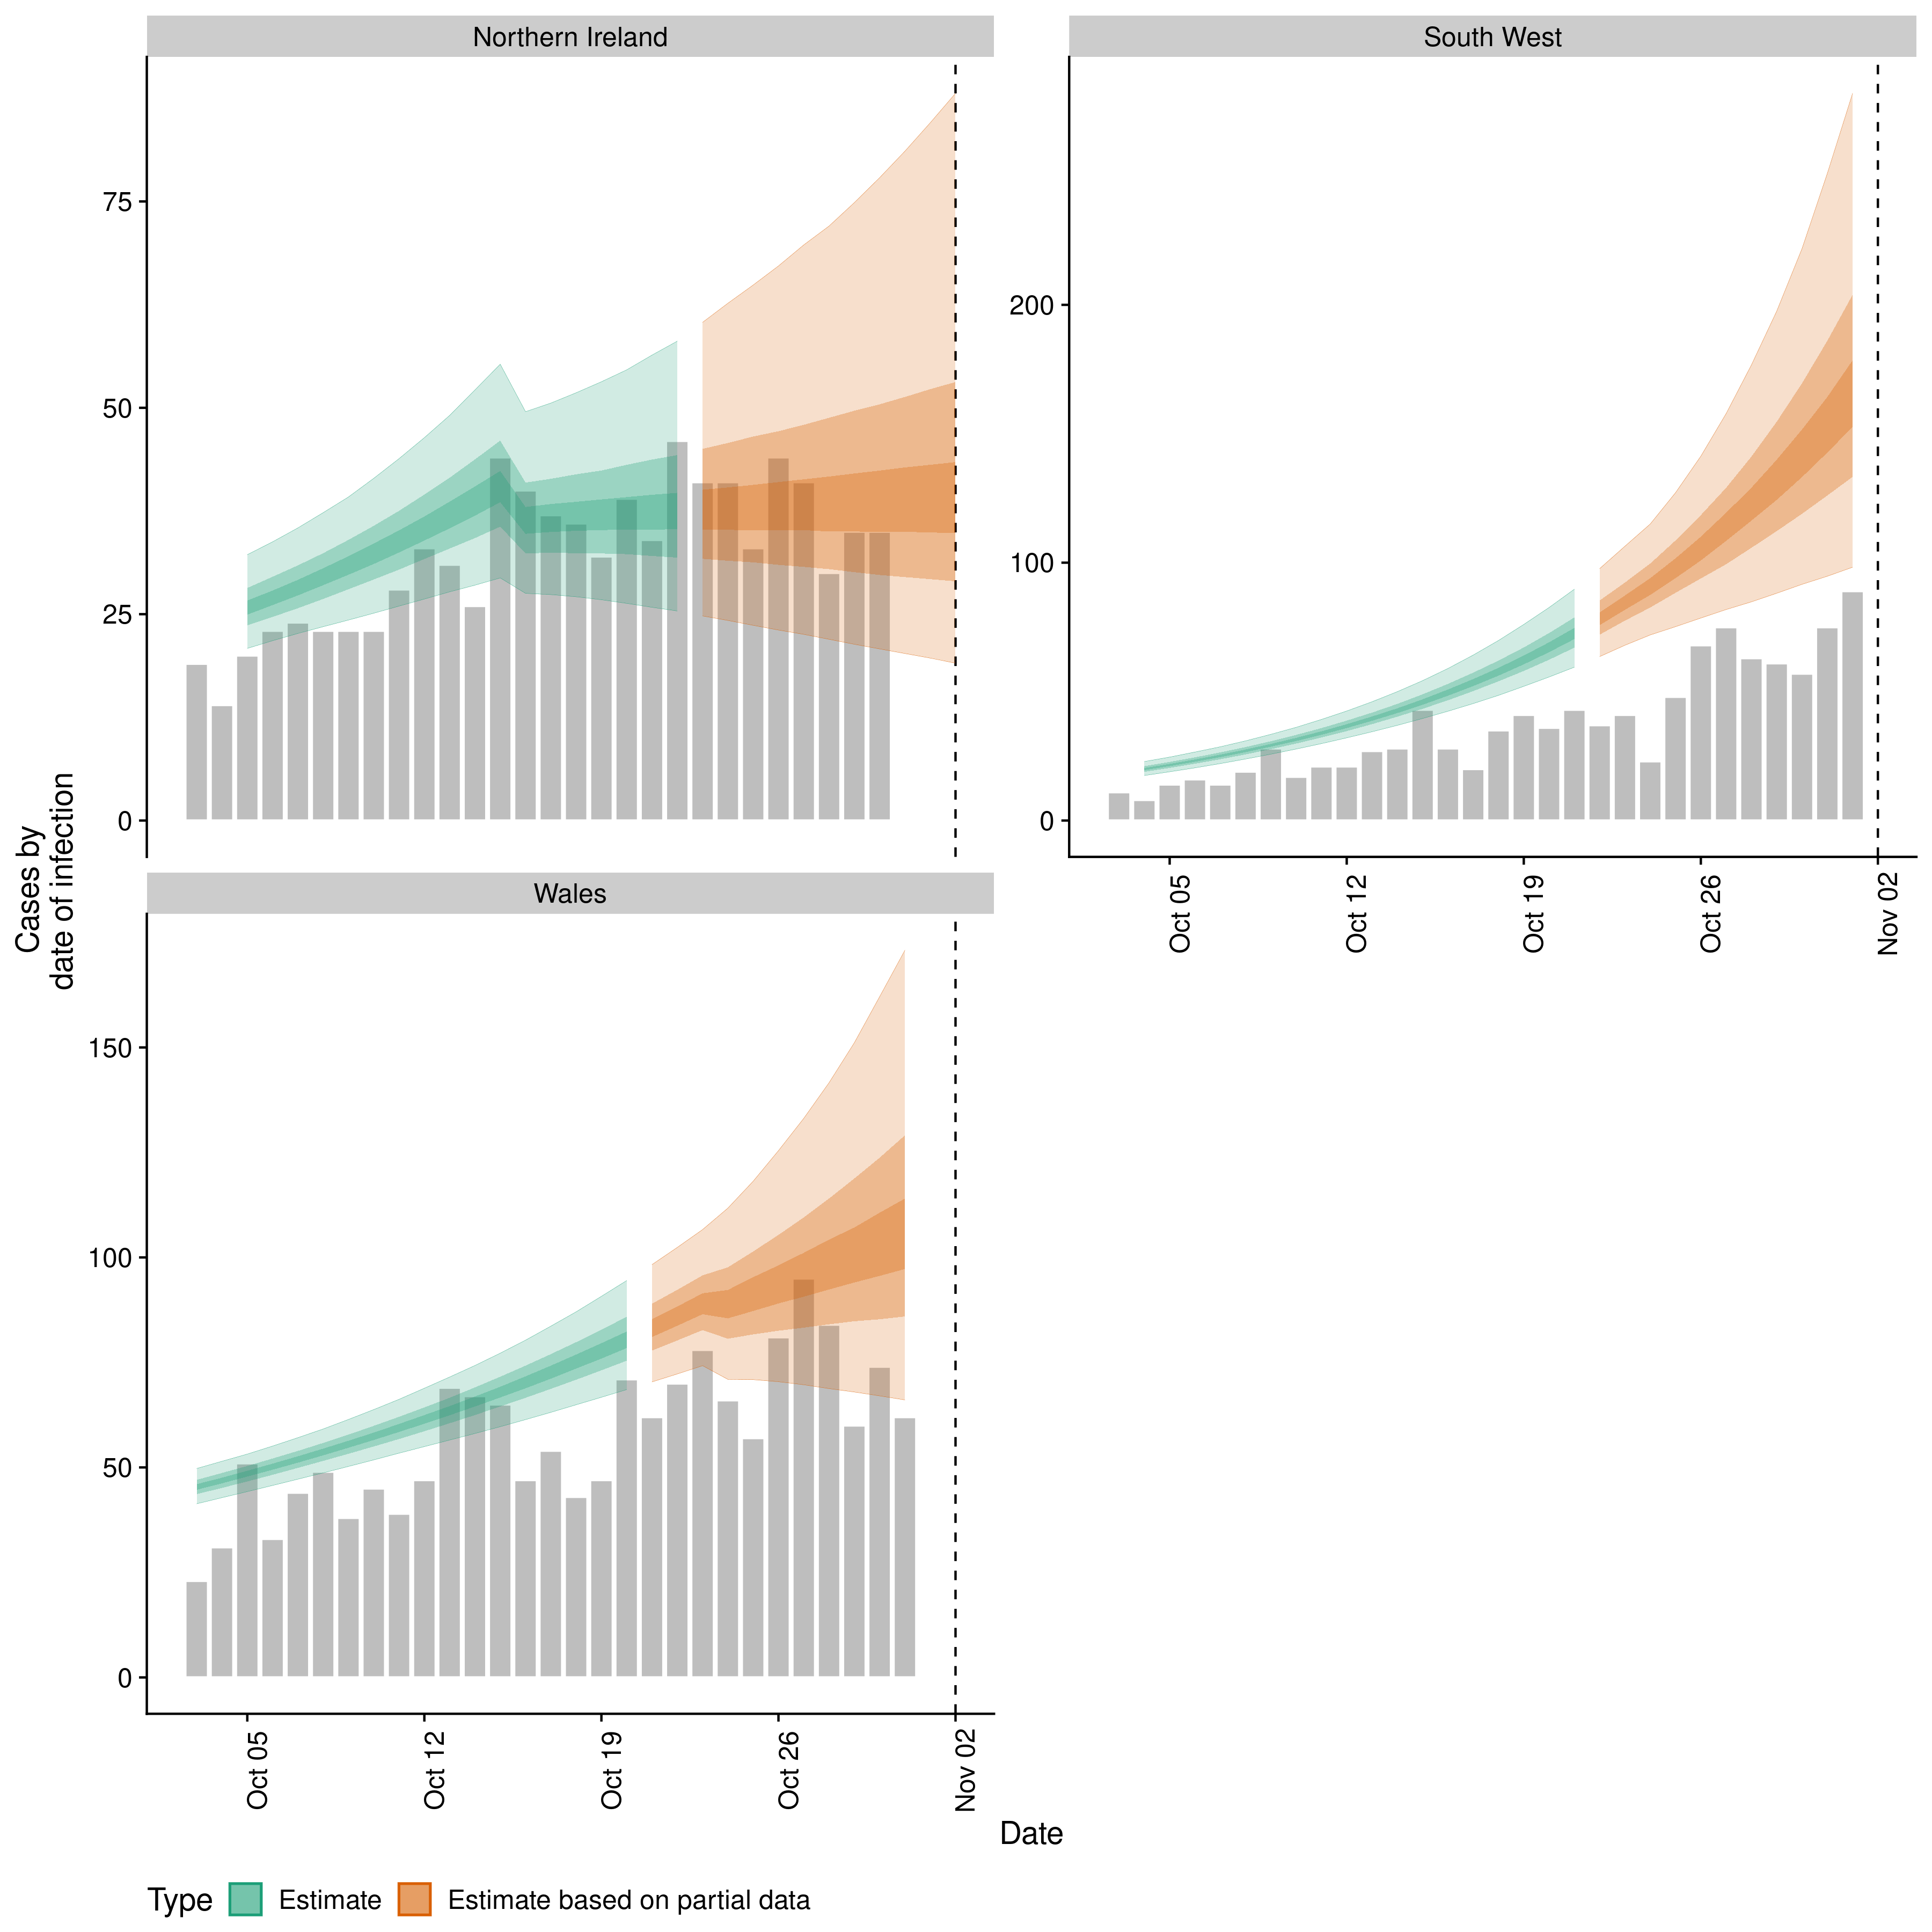 Northern Ireland
South West
75
50
25
0
200
100
0
Oct 05
Oct 12
Oct 19
Oct 26
Nov 02
Cases by
date of infection
Wales
150
100
50
0
Oct 05
Oct 12
Oct 19
Oct 26
Nov 02
Date
Type Estimate Estimate based on partial data